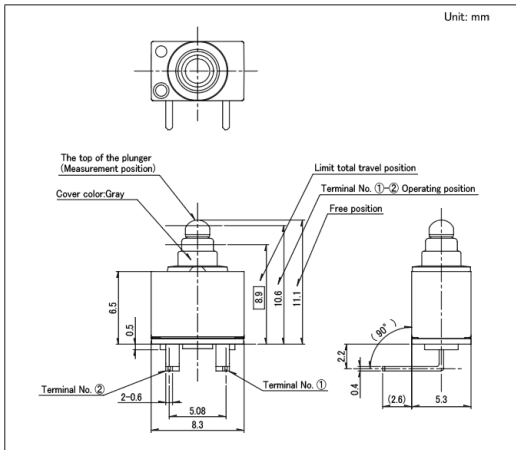 Unit: mm
The top of the plunger
(Measurement position)
Limit total travel position
Cover color:Gray
Terminal No. ①-② Operating position
Free position
6.5
0.5
8.9
10.6
11.1
(90°)
2.2
0.4
Terminal No. ②
Terminal No. ①
2-0.6
5.08
8.3
(2.6)
5.3